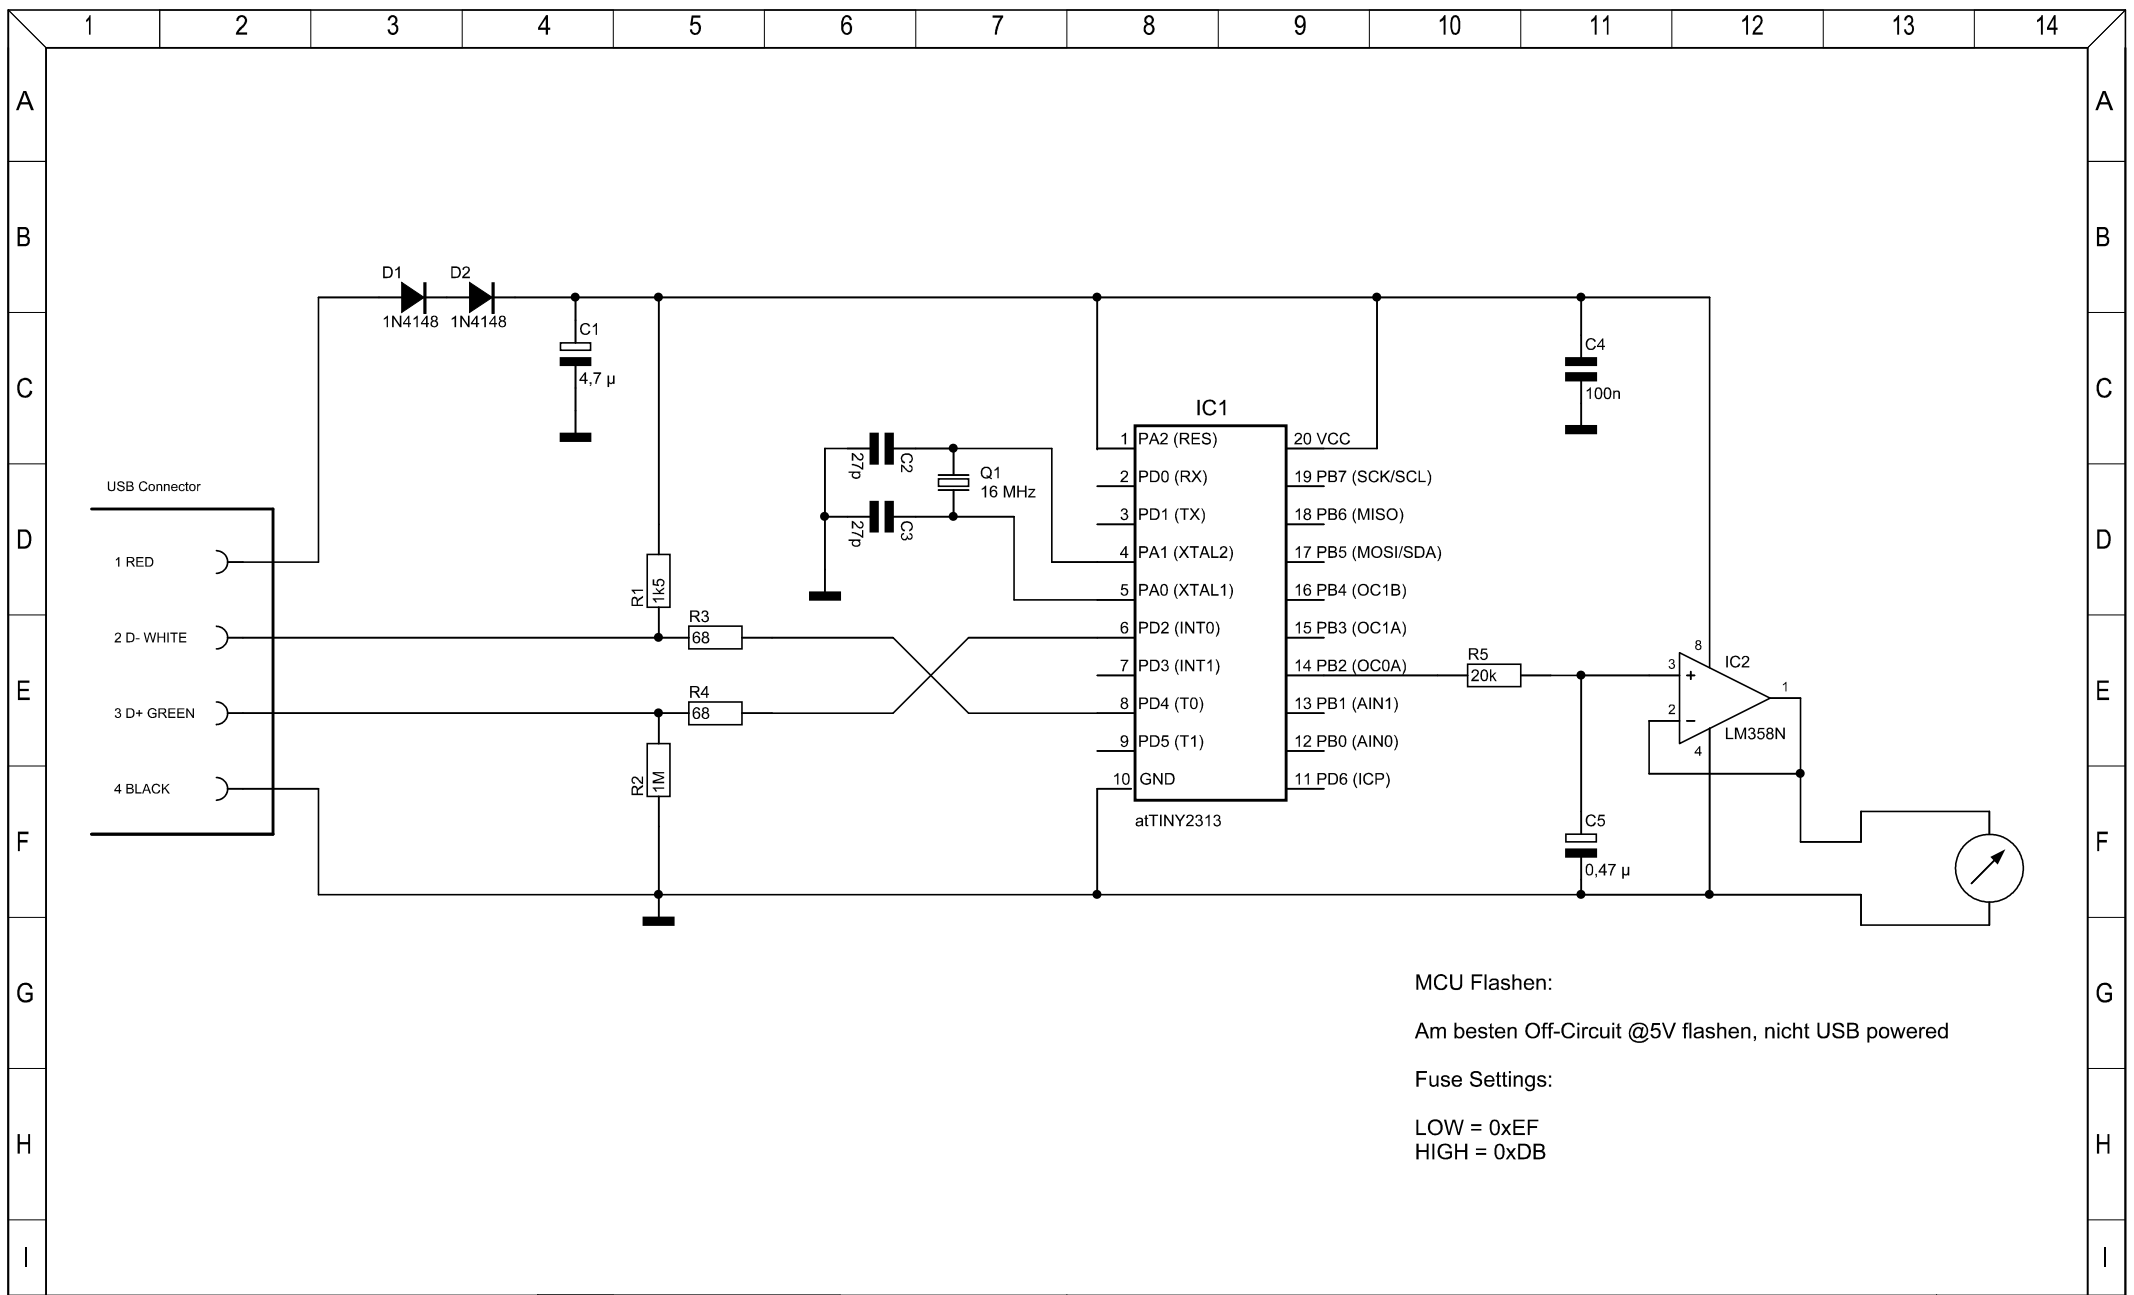 1 2 3 4 5 6 7 8 9 10 11 12 13 14
A A
B B
D1 D2
1N4148 1N4148
C1
4,7 µ
C4
100n
C C
IC1
1 PA2 (RES) 20 VCC
27p C2
Q1
16 MHz
2 PD0 (RX) 19 PB7 (SCK/SCL)
USB Connector
3 PD1 (TX) 18 PB6 (MISO)
27p C3
D D
1 RED
4 PA1 (XTAL2) 17 PB5 (MOSI/SDA)
R1 1k5
5 PA0 (XTAL1) 16 PB4 (OC1B)
R3
2 D- WHITE 68
6 PD2 (INT0) 15 PB3 (OC1A)
8
R5 3 + IC2
7 PD3 (INT1) 14 PB2 (OC0A) 20k
E E
R4 1
3 D+ GREEN 68
8 PD4 (T0) 13 PB1 (AIN1) 2 -
LM358N
9 PD5 (T1) 12 PB0 (AIN0) 4
R2 1M
4 BLACK
10 GND 11 PD6 (ICP)
atTINY2313
C5
0,47 µ
F F
MCU Flashen:
G G
Am besten Off-Circuit @5V flashen, nicht USB powered
Fuse Settings:
LOW = 0xEF
HIGH = 0xDB
H H
I I